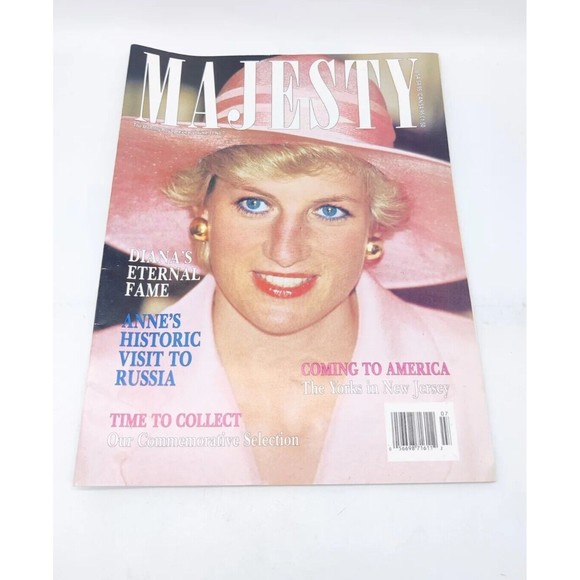 MAJESTY
DIANA'S
ETERNAL
FAME
ANNE'S
HISTORIC
VISIT TO
RUSSIA
COMING TO AMERICA
The Yorks in New Jersey
TIME TO COLLECT
Our Commemorative Selection
07